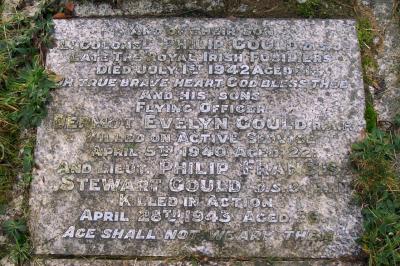 AND OF THEIR SON
LT COLONEL PHILIP GOULD D.S.O.
LATE THE ROYAL IRISH FUSILIERS
DIED JULY 1ST 1942 AGED
TRUE BRAVE HEART GOD BLESS THEE
AND HIS SONS
FLYING OFFICER
DERMOT EVELYN GOULD R.A.F.
KILLED ON ACTIVE SERVICE
APRIL 5TH 1940 AGED 22
AND LIEUT. PHILIP FRANCIS
STEWART GOULD D.S.C. R.N.
KILLED IN ACTION
APRIL 1943 AGED
AGE SHALL NOT WEARY THEM